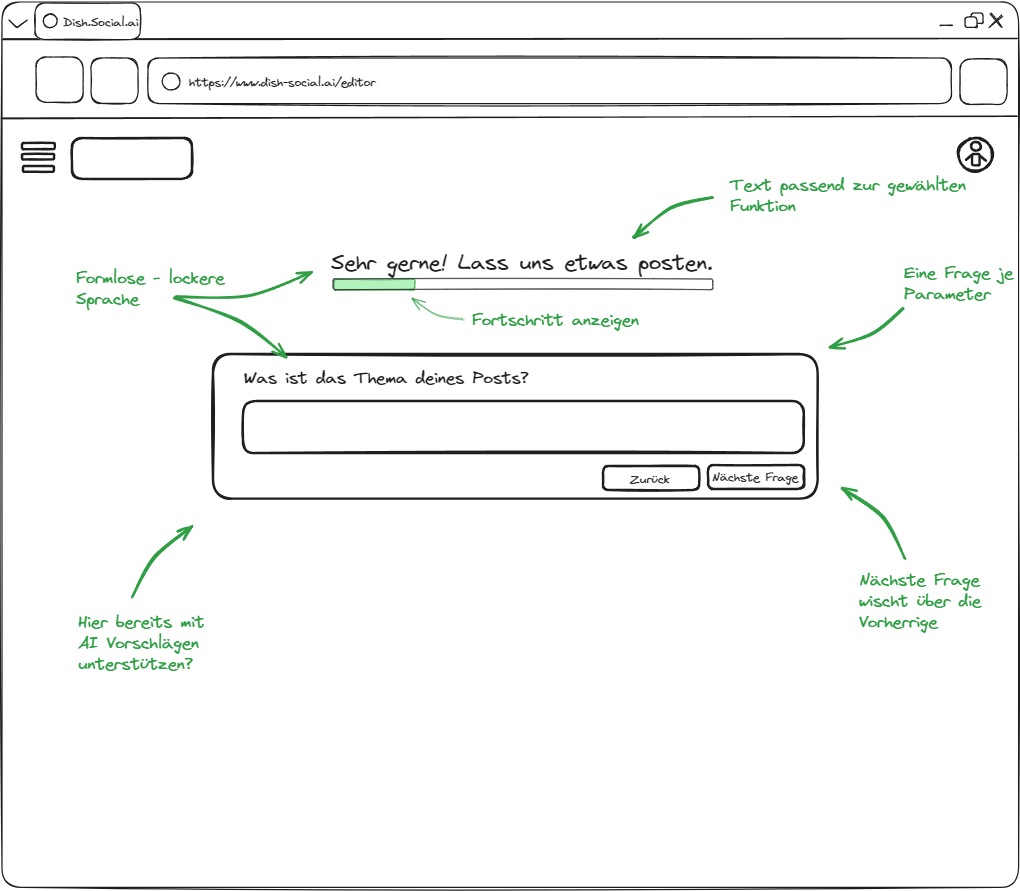 Dish.Social.ai
https://www.dish-social.ai/editor
Text passend zur gewählten
Funktion
Sehr gerne! Lass uns etwas posten.
Formlose - lockere
Sprache
Eine Frage je
Parameter
Fortschritt anzeigen
Was ist das Thema deines Posts?
Zurück
Nächste Frage
Nächste Frage
wischt über die
Vorherrige
Hier bereits mit
AI Vorschlägen
unterstützen?